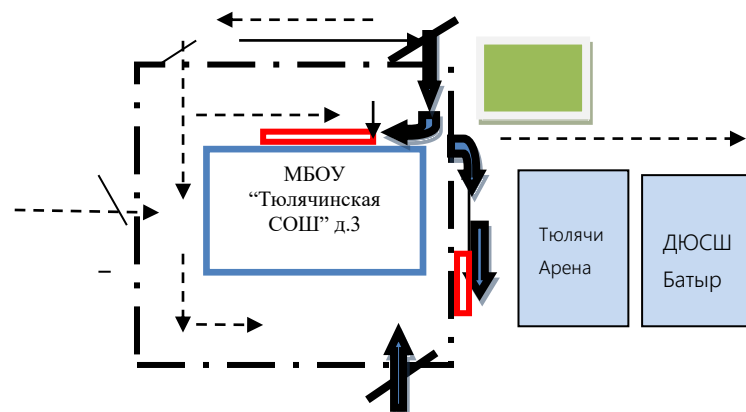 МБОУ
“Тюлячинская
СОШ” д.3
Тюлячи
Арена
ДЮСШ
Батыр